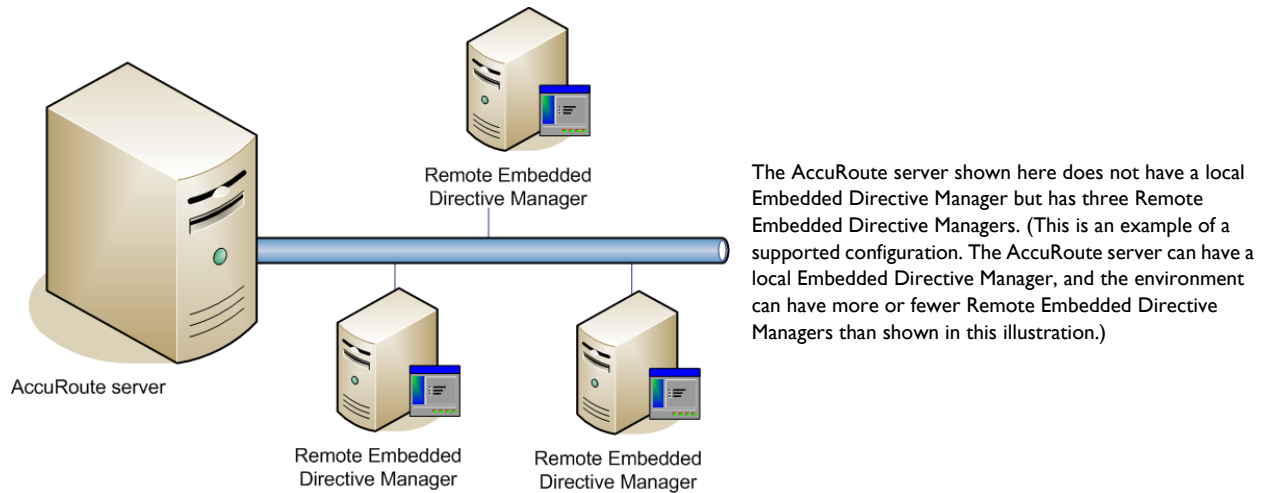 Remote Embedded
Directive Manager
The AccuRoute server shown here does not have a local
Embedded Directive Manager but has three Remote
Embedded Directive Managers. (This is an example of a
supported configuration. The AccuRoute server can have a
local Embedded Directive Manager, and the environment
can have more or fewer Remote Embedded Directive
Managers than shown in this illustration.)
AccuRoute server
Remote Embedded
Directive Manager
Remote Embedded
Directive Manager